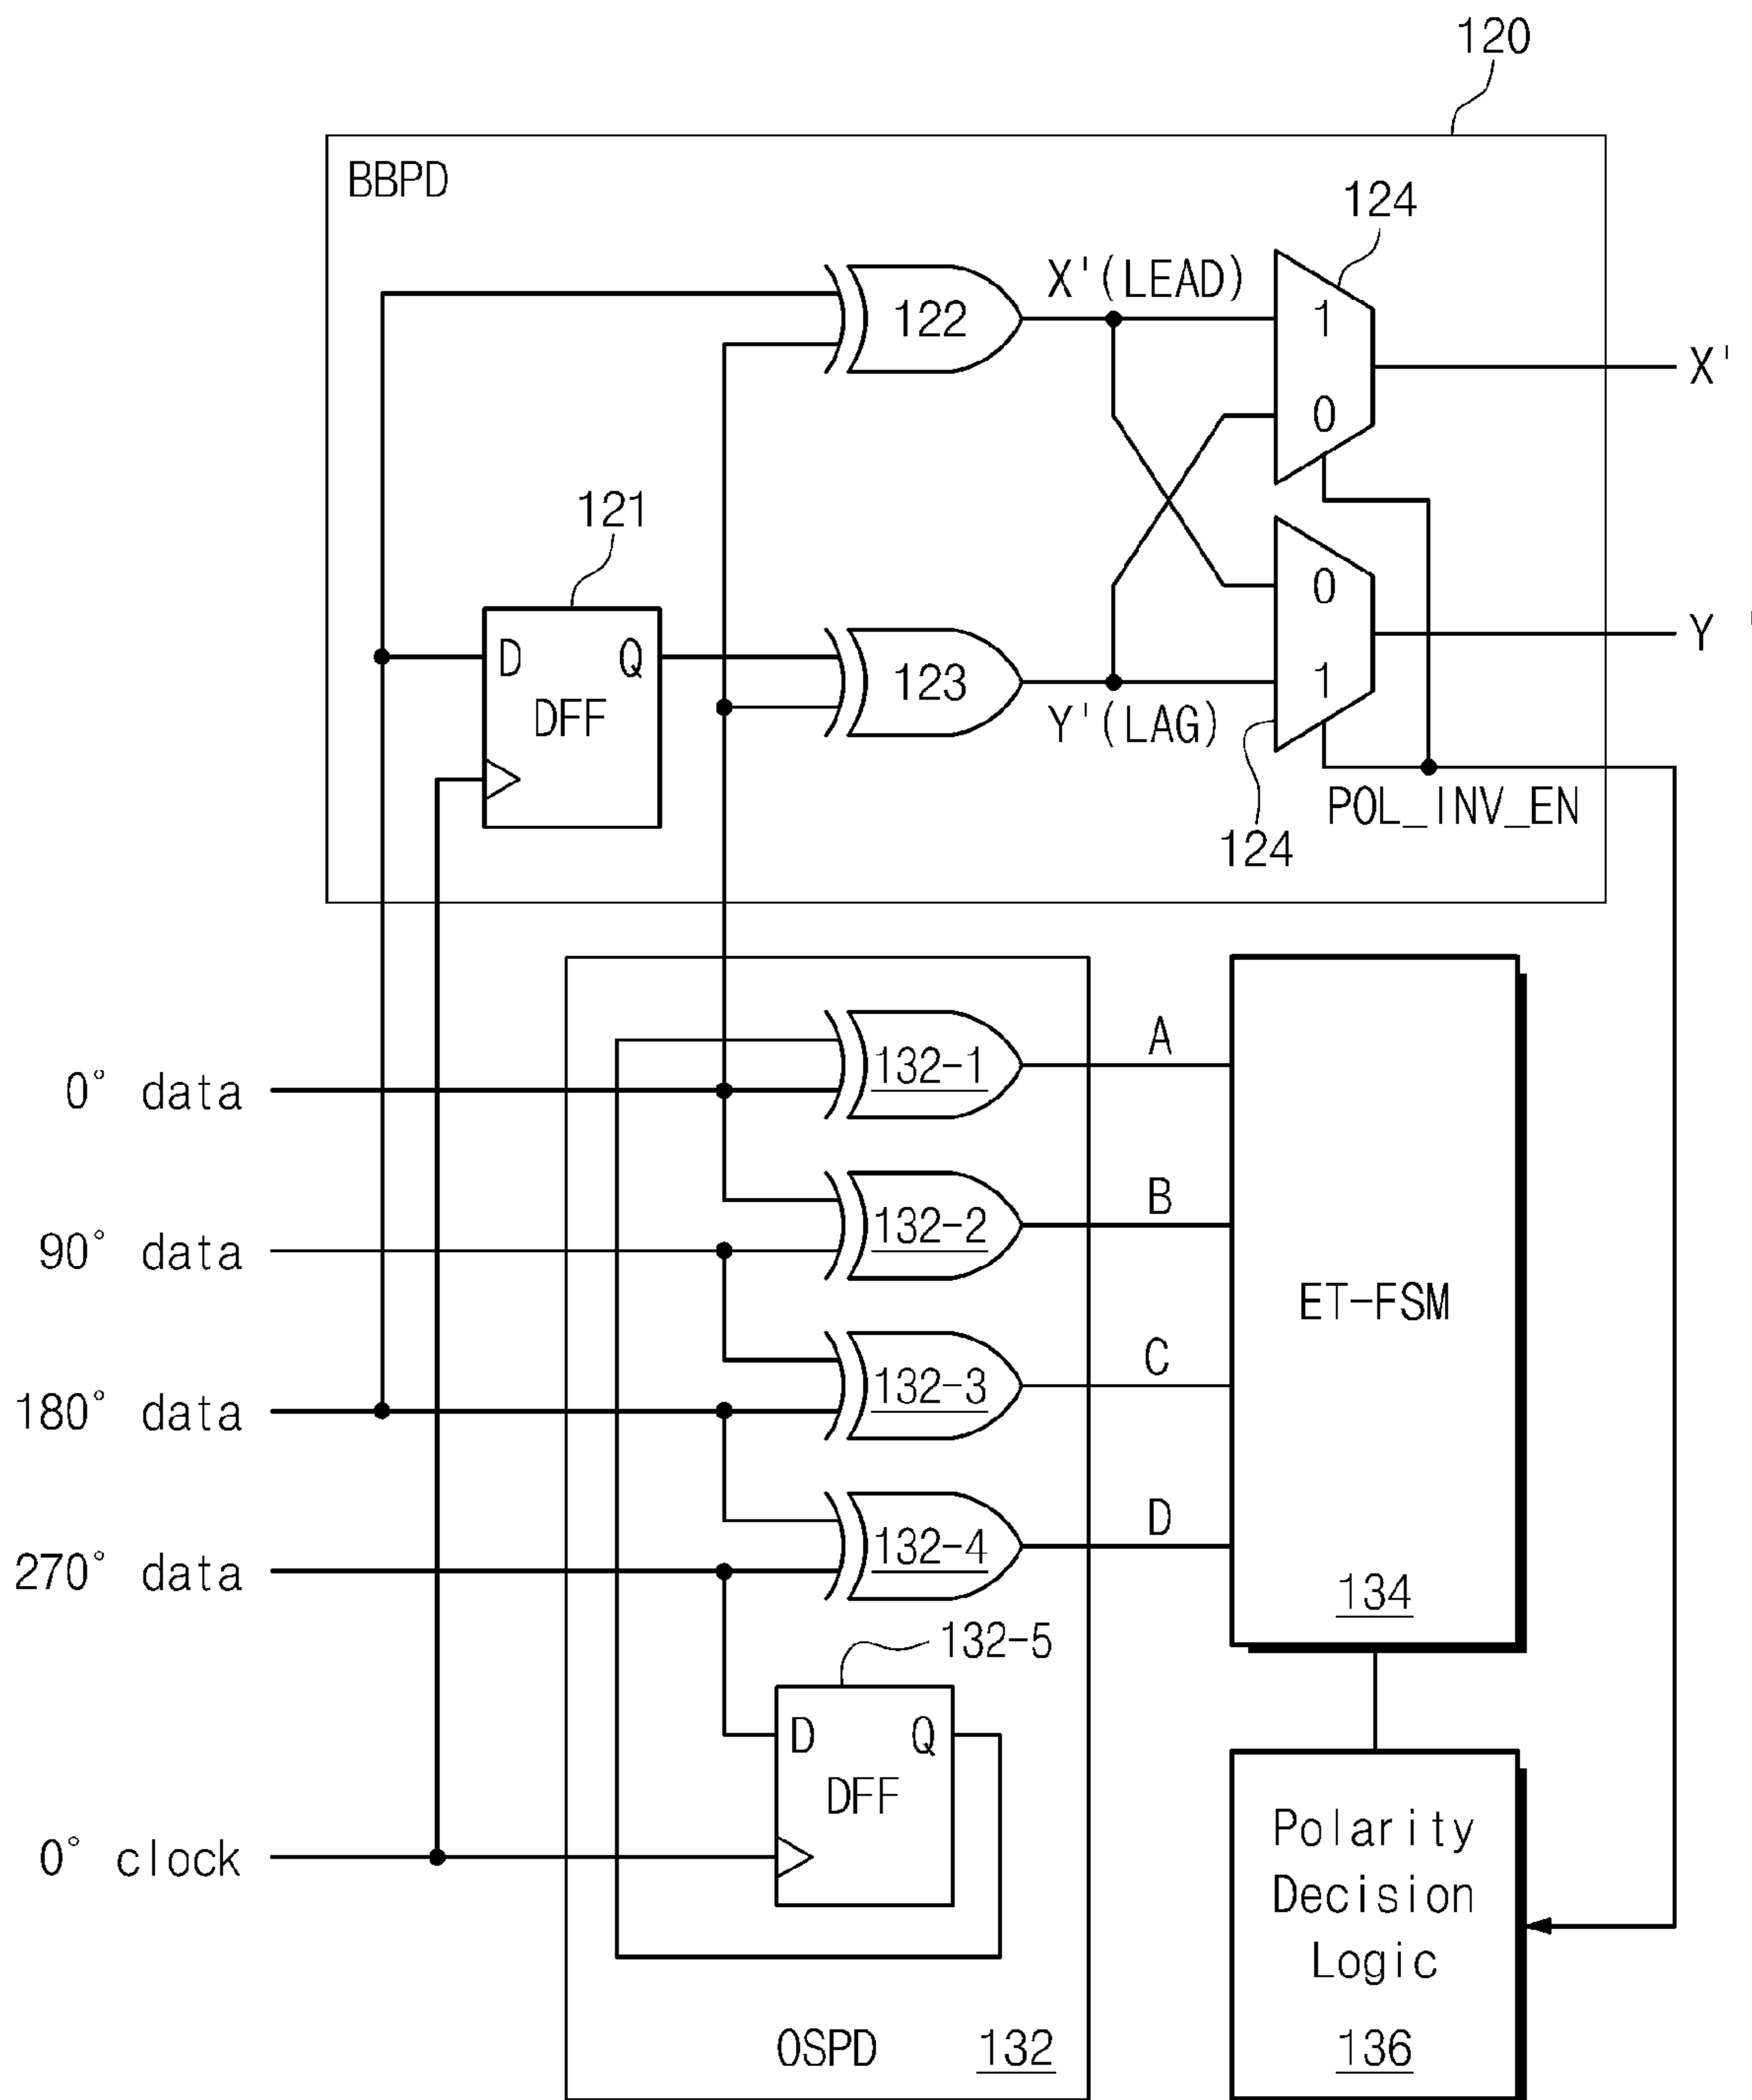 120
BBPD
124
122
X'(LEAD)
1
0
X'
121
D
Q
DFF
123
Y'(LAG)
0
1
Y '
124
POL_INV_EN
0° data
132-1
A
90° data
132-2
B
ET-FSM
180° data
132-3
C
270° data
132-4
D
134
132-5
D
Q
DFF
0° clock
Polarity
Decision
Logic
136
OSPD
132